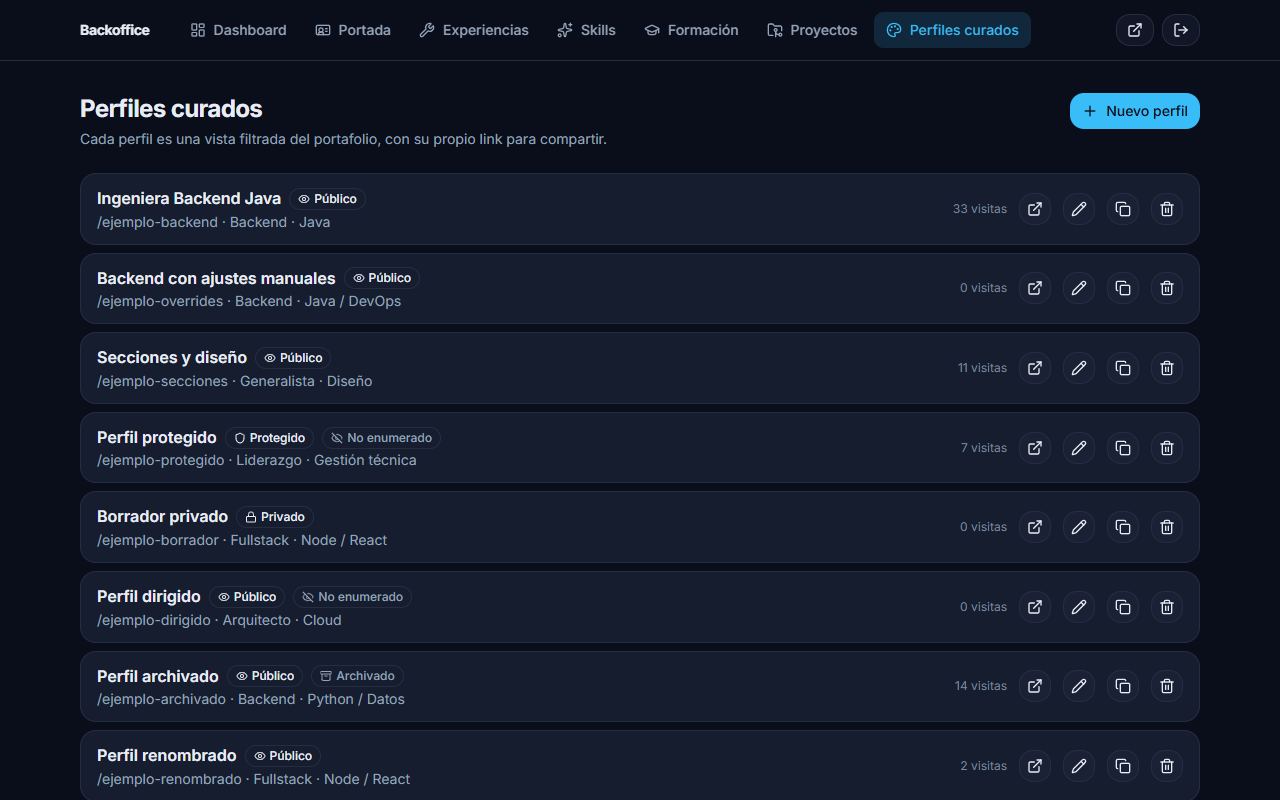 Backoffice Dashboard Portada Experiencias Skills Formación Proyectos Perfiles curados
Perfiles curados
Nuevo perfil
Cada perfil es una vista filtrada del portafolio, con su propio link para compartir.
Ingeniera Backend Java Público
/ejemplo-backend · Backend · Java
33 visitas
Backend con ajustes manuales Público
/ejemplo-overrides · Backend · Java / DevOps
0 visitas
Secciones y diseño Público
/ejemplo-secciones · Generalista · Diseño
11 visitas
Perfil protegido Protegido No enumerado
/ejemplo-protegido · Liderazgo · Gestión técnica
7 visitas
Borrador privado Privado
/ejemplo-borrador · Fullstack · Node / React
0 visitas
Perfil dirigido Público No enumerado
/ejemplo-dirigido · Arquitecto · Cloud
0 visitas
Perfil archivado Público Archivado
/ejemplo-archivado · Backend · Python / Datos
14 visitas
Perfil renombrado Público
/ejemplo-renombrado · Fullstack · Node / React
2 visitas